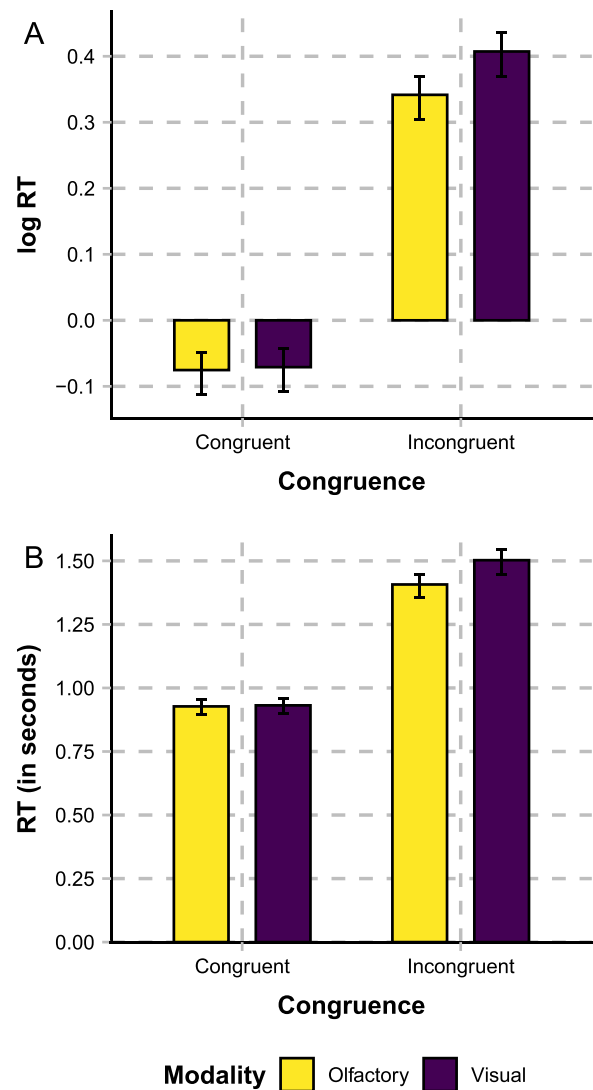 A
log RT
0.4
0.3
0.2
0.1
0.0
−0.1
Congruent Incongruent
Congruence
B
RT (in seconds)
1.50
1.25
1.00
0.75
0.50
0.25
0.00
Congruent Incongruent
Congruence
Modality Olfactory Visual